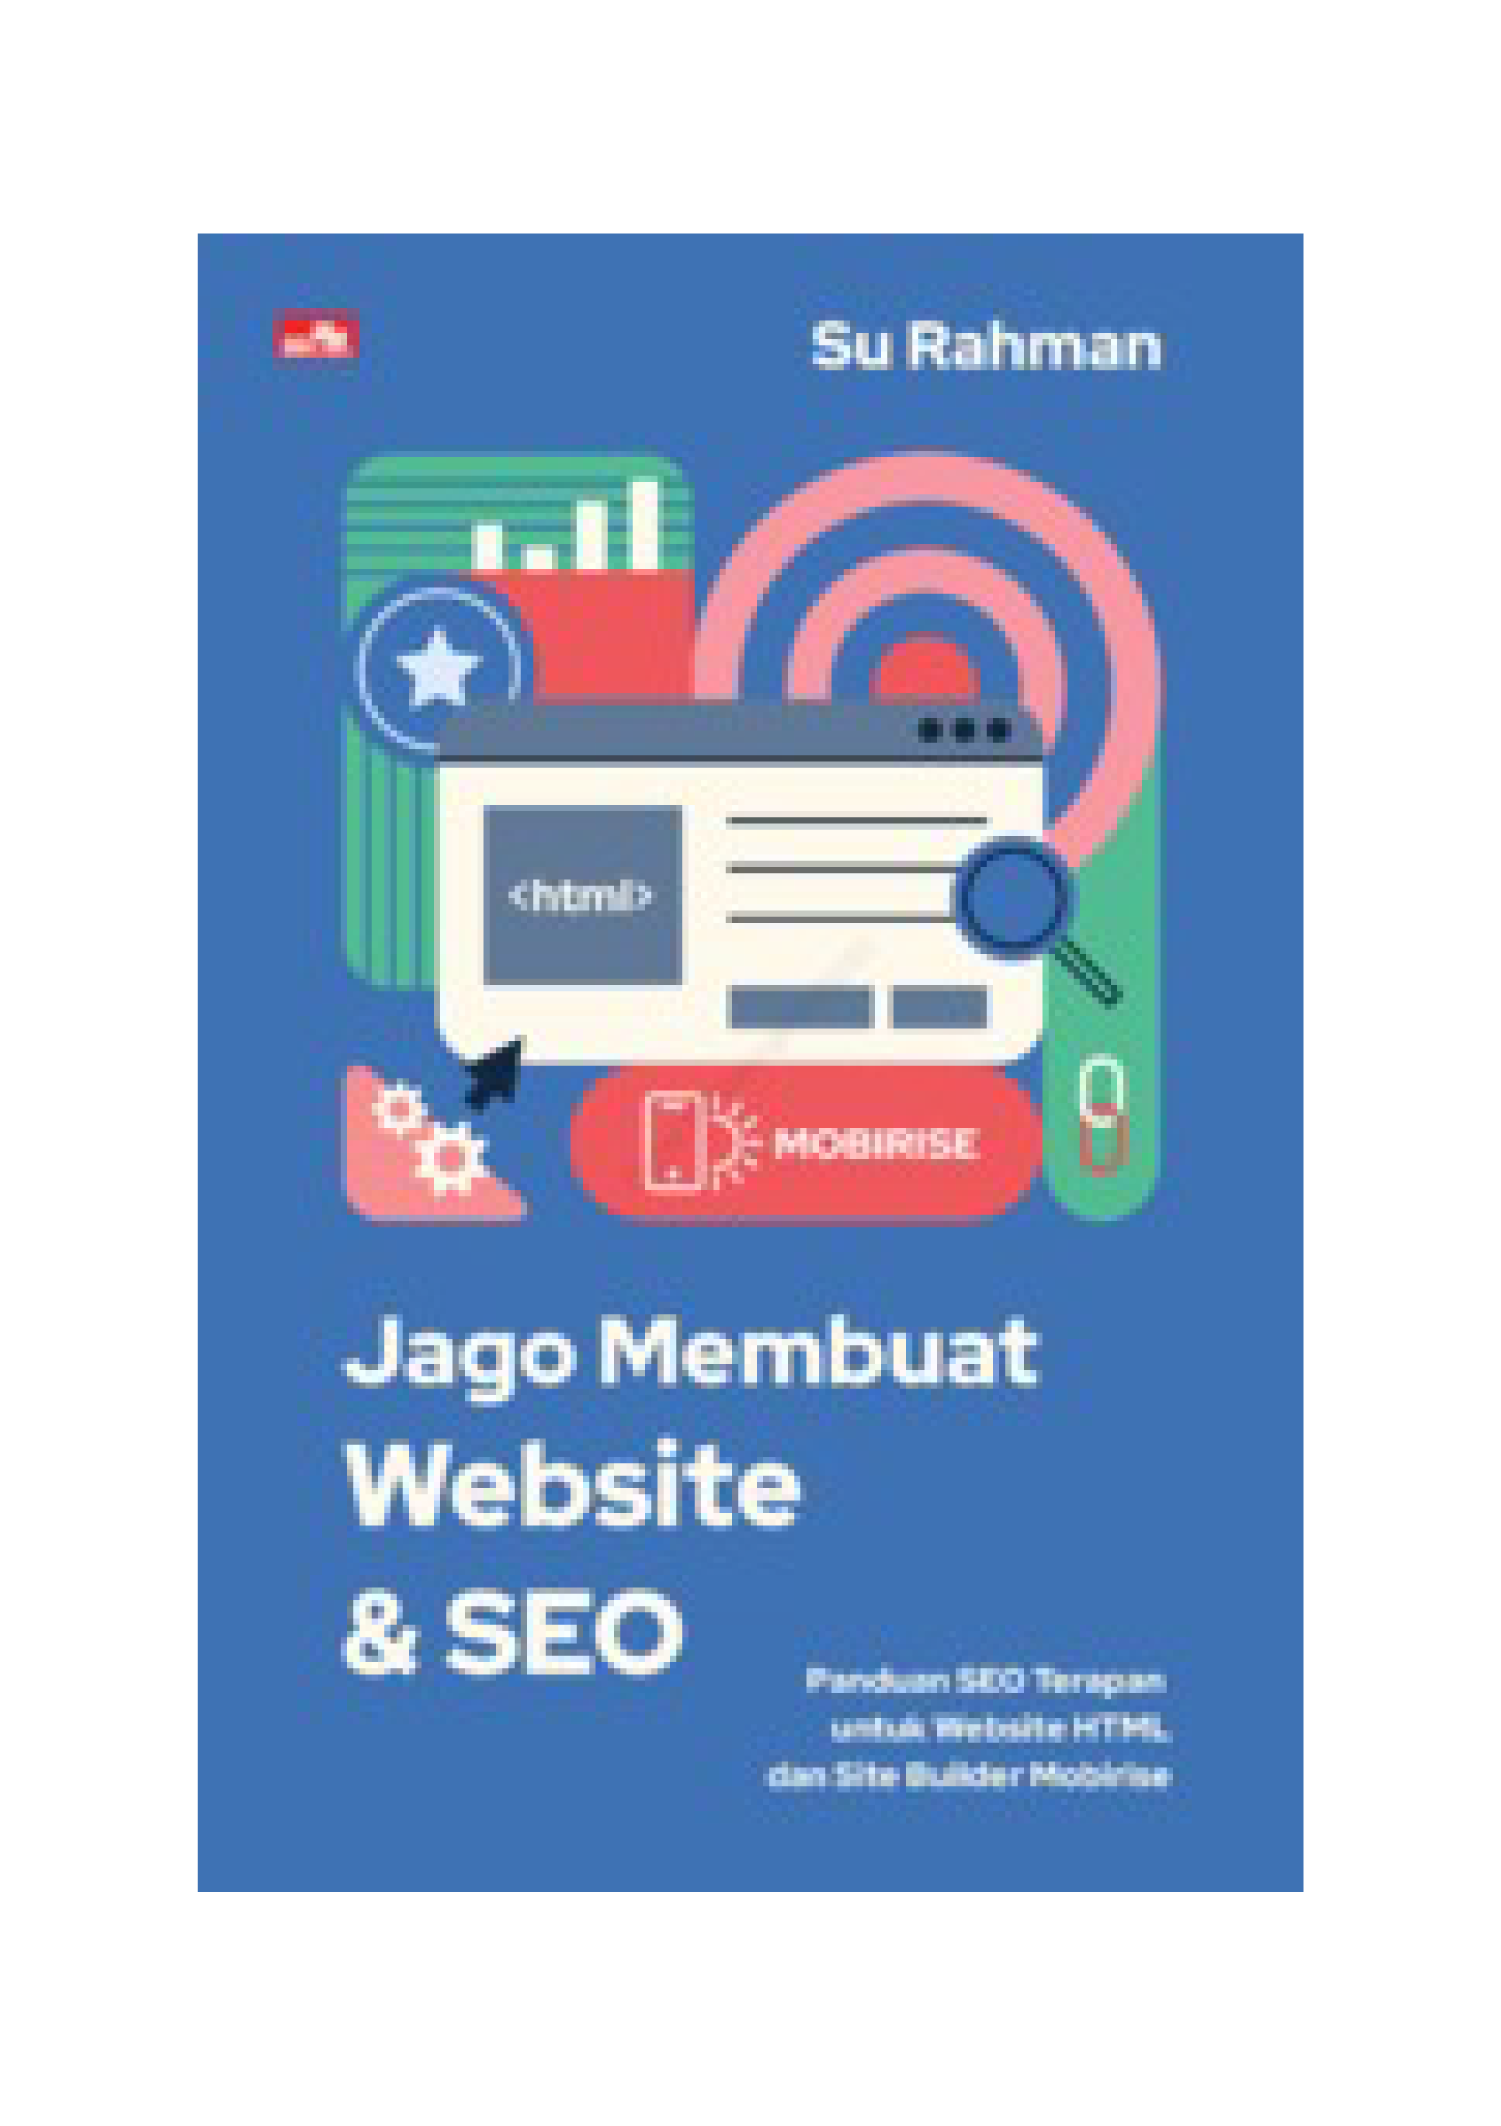 Su Rahman
<html>
MOBIRISE
Jago Membuat
Website
& SEO
Panduan SEO Terapan
untuk Website HTML
dan Site Builder Mobirise